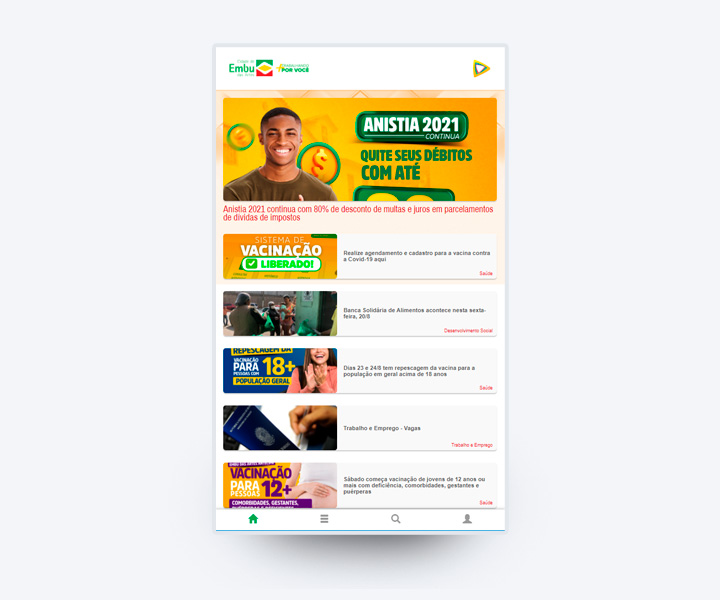 Embu
POR VOCÊ
ANISTIA 2021
CONTINUA
QUITE SEUS DÉBITOS
COM ATÉ
Anistia 2021 continua com 80% de desconto de multas e juros em parcelamentos
de dívidas de impostos
SISTEMA DE
VACINAÇÃO
LIBERADO!
Realize agendamento e cadastro para a vacina contra
a Covid-19 aqui
Saúde
Banca Solidária de Alimentos acontece nesta sexta-
feira, 20/8
Desenvolvimento Social
REPESCAGEM DA
VACINAÇÃO
PARA
PESSOAS COM
18+
POPULAÇÃO GERAL
Dias 23 e 24/8 tem repescagem da vacina para a
população em geral acima de 18 anos
Saúde
Trabalho e Emprego - Vagas
Trabalho e Emprego
VACINAÇÃO
PARA
PESSOAS
12+
COMORBIDADES, GESTANTES,
Sábado começa vacinação de jovens de 12 anos ou
mais com deficiência, comorbidades, gestantes e
puérperas
Saúde